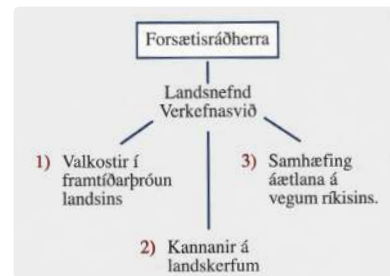 Forsætisráðherra
Landsnefnd
Verkefnasvið
1) Valkostir í
framtíðarþróun
landsins
2) Kannanir á
landskerfum
3) Samhæfing
áætlana á
vegum ríkisins.